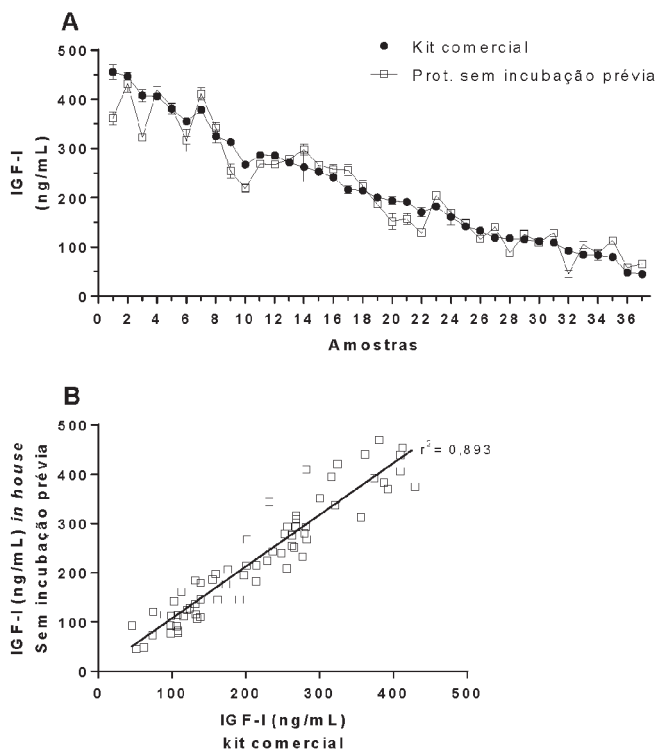 A
Kit comercial
Prot. sem incubação prévia
IGF-I
(ng/mL)
500
400
300
200
100
0
0 2 4 6 8 10 12 14 16 18 20 22 24 26 28 30 32 34 36
Amostras
B
IGF-I (ng/mL) in house
Sem incubação prévia
500
400
300
200
100
0
r² = 0,893
0 100 200 300 400 500
IGF-I (ng/mL)
kit comercial